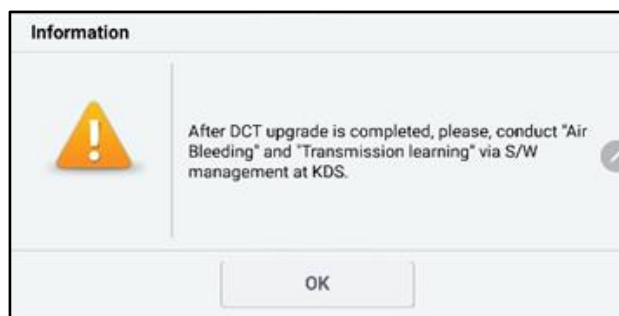 Information
After DCT upgrade is completed, please, conduct "Air
Bleeding" and "Transmission learning" via S/W
management at KDS.
OK